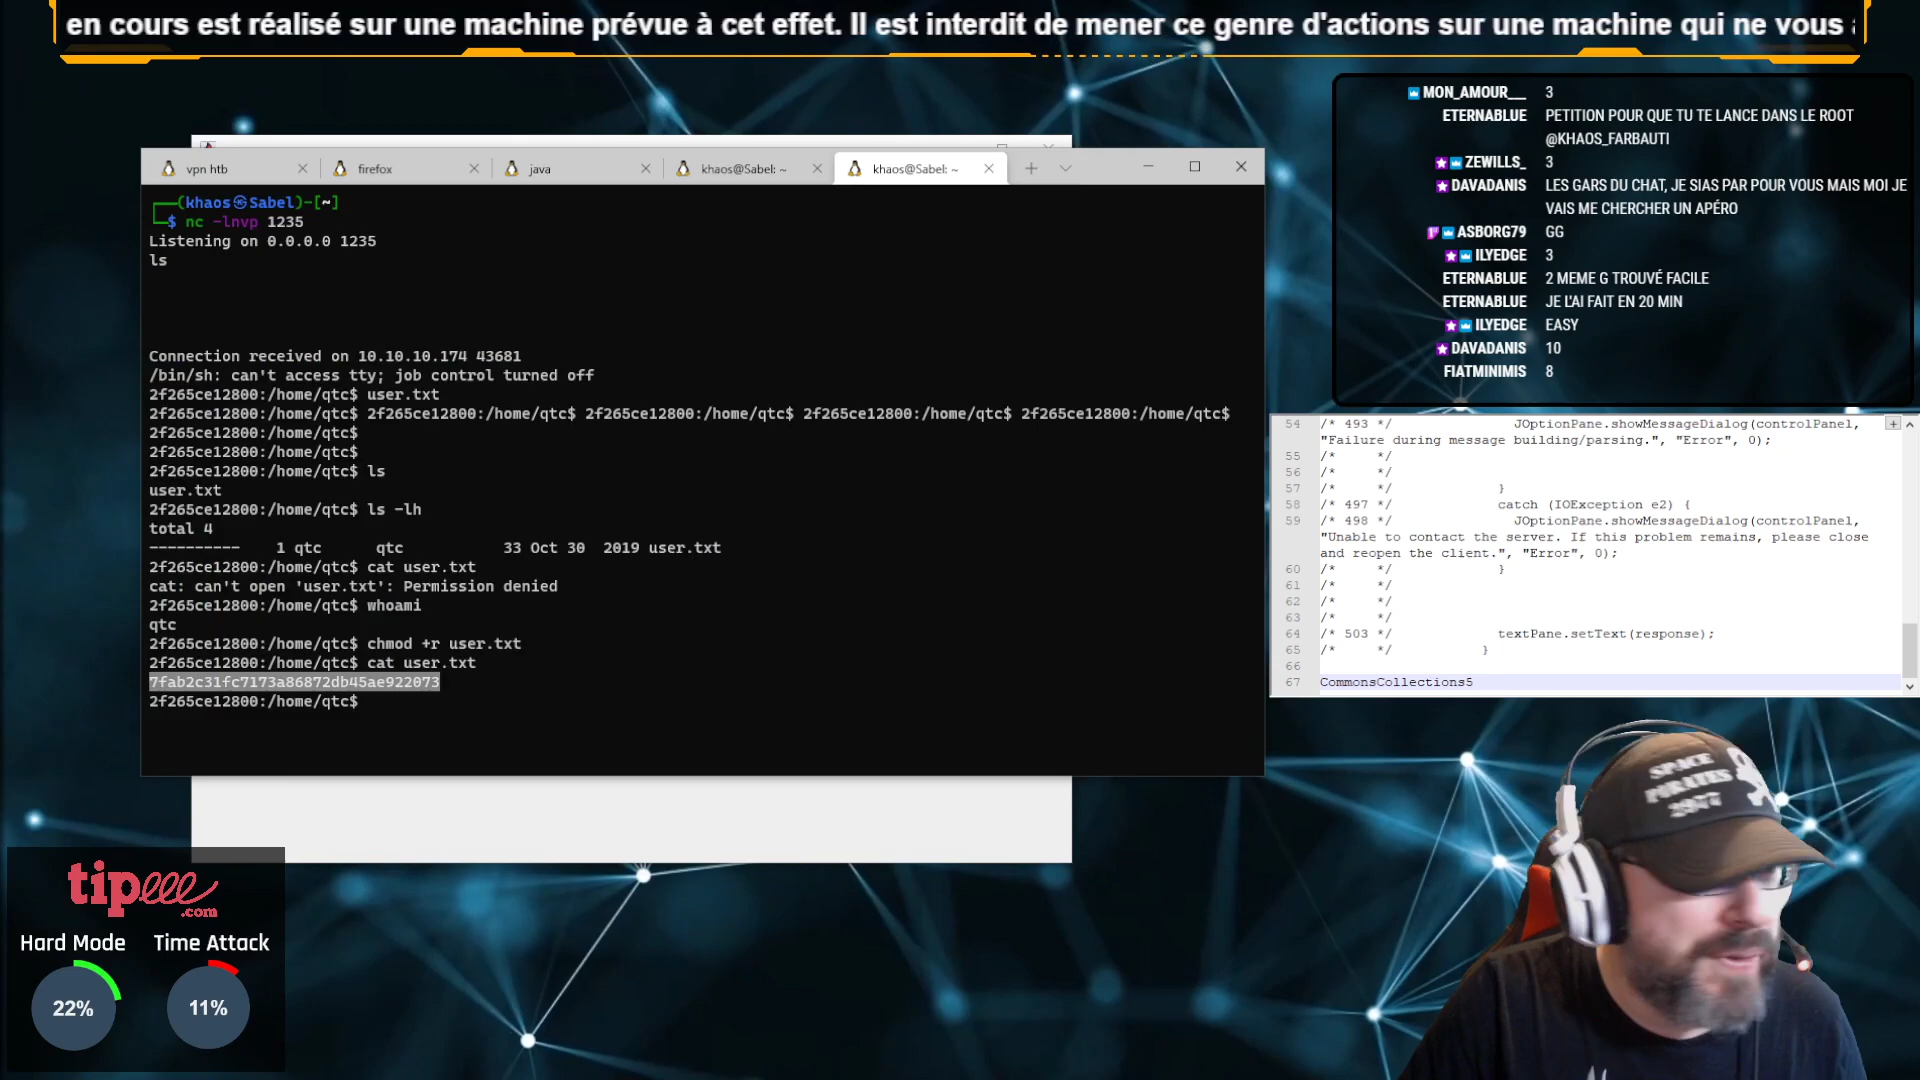 en cours est réalisé sur une machine prévue à cet effet. Il est interdit de mener ce genre d'actions sur une machine qui ne vous
vpn htb
firefox
java
khaos@Sabel: ~
khaos@Sabel: ~
┌──(khaos㉿Sabel)-[~]
└─$ nc -lnvp 1235
Listening on 0.0.0.0 1235
ls
Connection received on 10.10.10.174 43681
/bin/sh: can't access tty; job control turned off
2f265ce12800:/home/qtc$ user.txt
2f265ce12800:/home/qtc$ 2f265ce12800:/home/qtc$ 2f265ce12800:/home/qtc$ 2f265ce12800:/home/qtc$ 2f265ce12800:/home/qtc$
2f265ce12800:/home/qtc$
2f265ce12800:/home/qtc$
2f265ce12800:/home/qtc$ ls
user.txt
2f265ce12800:/home/qtc$ ls -lh
total 4
---------- 1 qtc qtc 33 Oct 30 2019 user.txt
2f265ce12800:/home/qtc$ cat user.txt
cat: can't open 'user.txt': Permission denied
2f265ce12800:/home/qtc$ whoami
qtc
2f265ce12800:/home/qtc$ chmod +r user.txt
2f265ce12800:/home/qtc$ cat user.txt
7fab2c31fc7173a86872db45ae922073
2f265ce12800:/home/qtc$
MON_AMOUR__ 3
ETERNABLUE PETITION POUR QUE TU TE LANCE DANS LE ROOT
@KHAOS_FARBAUTI
ZEWILLS_ 3
DAVADANIS LES GARS DU CHAT, JE SIAS PAR POUR VOUS MAIS MOI JE
VAIS ME CHERCHER UN APÉRO
ASBORG79 GG
ILYEDGE 3
ETERNABLUE 2 MEME G TROUVÉ FACILE
ETERNABLUE JE L'AI FAIT EN 20 MIN
ILYEDGE EASY
DAVADANIS 10
FIATMINIMIS 8
54 /* 493 */ JOptionPane.showMessageDialog(controlPanel,
"Failure during message building/parsing.", "Error", 0);
55 /* */
56 /* */
57 /* */ }
58 /* 497 */ catch (IOException e2) {
59 /* 498 */ JOptionPane.showMessageDialog(controlPanel,
"Unable to contact the server. If this problem remains, please close
and reopen the client.", "Error", 0);
60 /* */ }
61 /* */
62 /* */
63 /* */
64 /* 503 */ textPane.setText(response);
65 /* */ }
66
67 CommonsCollections5
SPACE
PIRATES
2977
tipeee
.com
Hard Mode
Time Attack
22%
11%